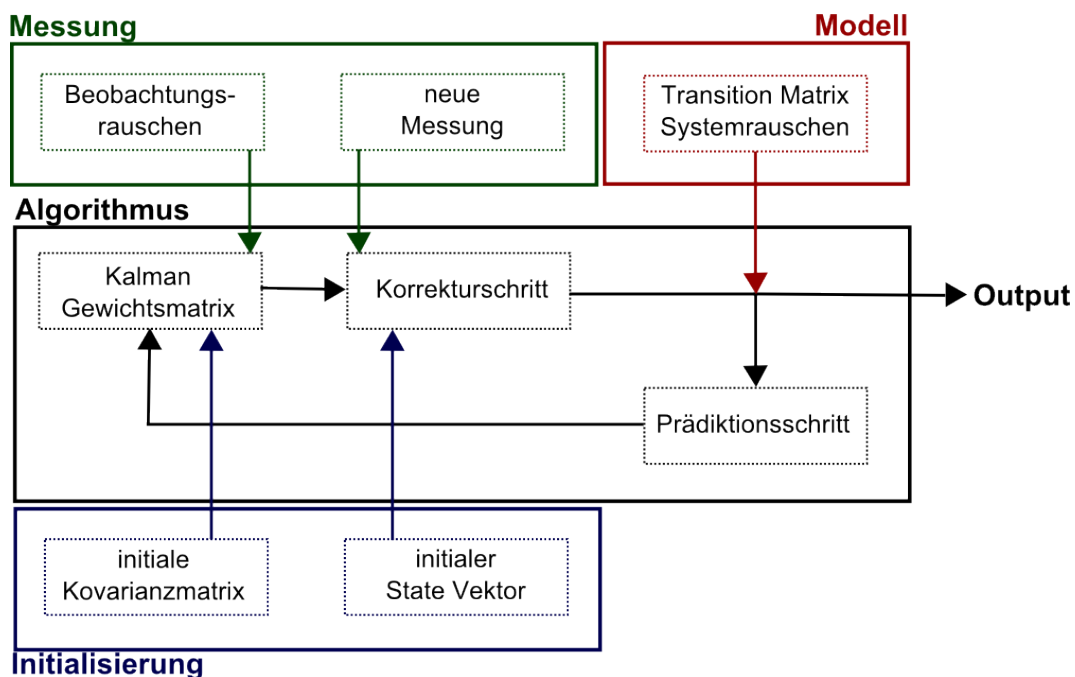 Messung
Modell
Beobachtungs-
rauschen
neue
Messung
Transition Matrix
Systemrauschen
Algorithmus
Kalman
Gewichtsmatrix
Korrekturschritt
Output
Prädiktionsschritt
initiale
Kovarianzmatrix
initialer
State Vektor
Initialisierung